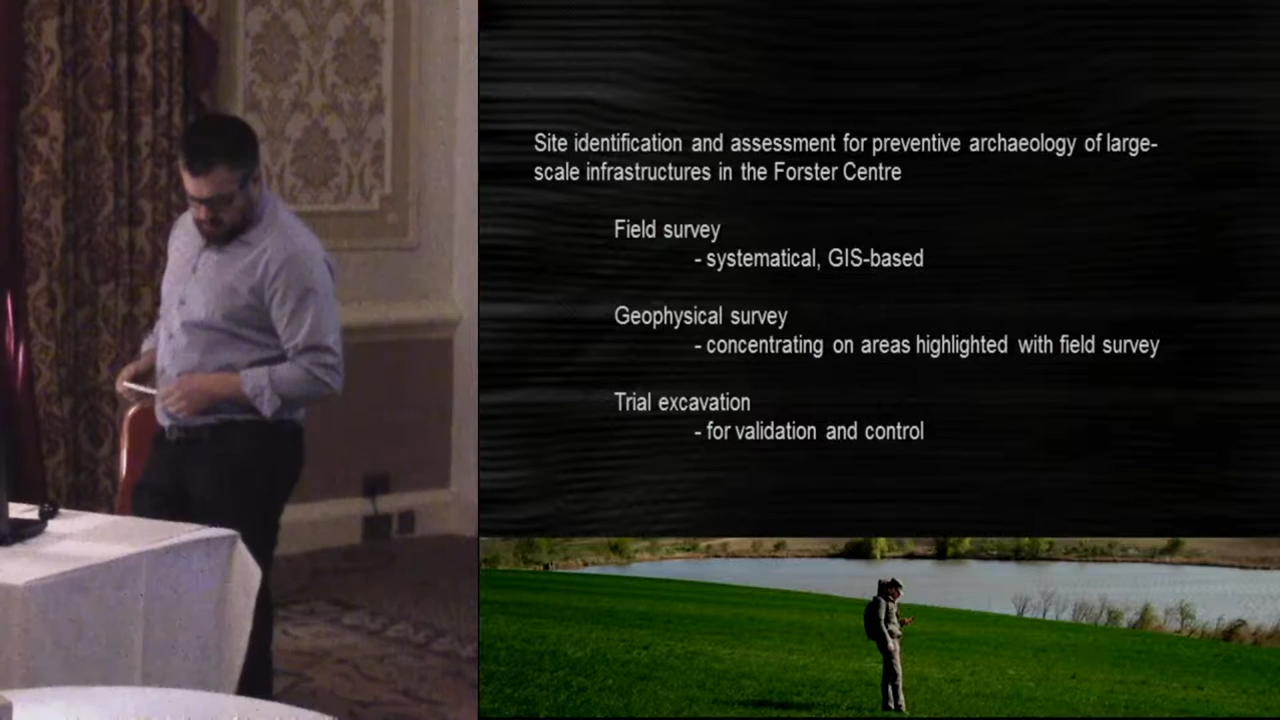 Site identification and assessment for preventive archaeology of large-
scale infrastructures in the Forster Centre
Field survey
- systematical, GIS-based
Geophysical survey
- concentrating on areas highlighted with field survey
Trial excavation
- for validation and control